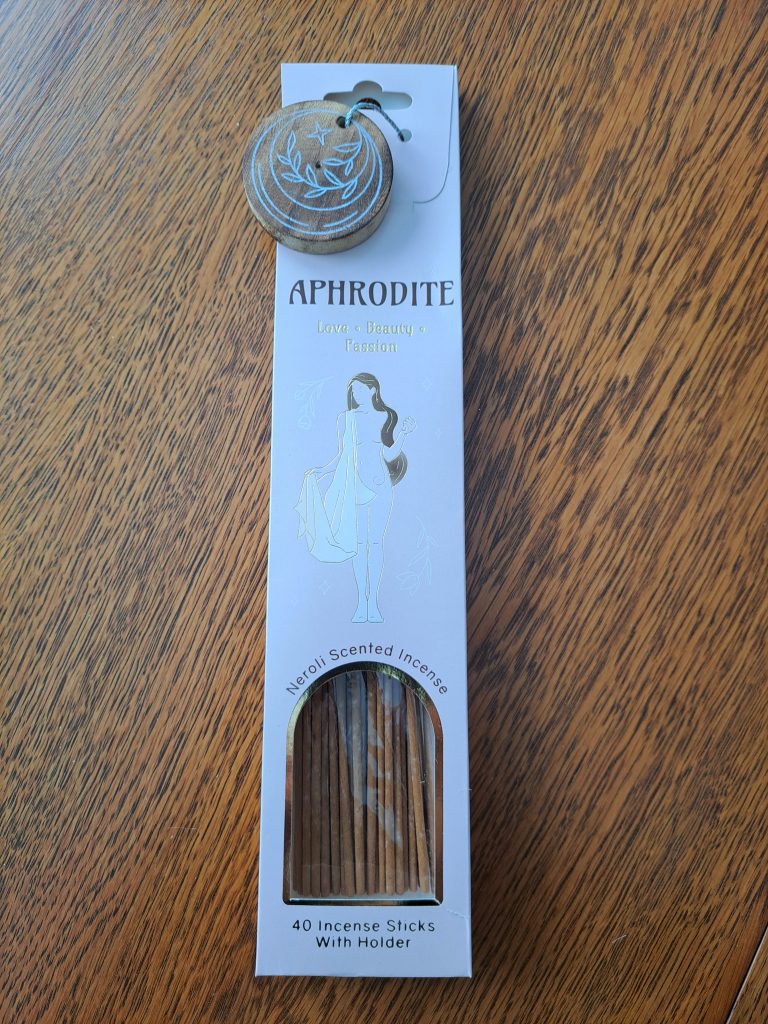 APHRODITE
Love • Beauty •
Passion
Neroli Scented Incense
40 Incense Sticks
With Holder